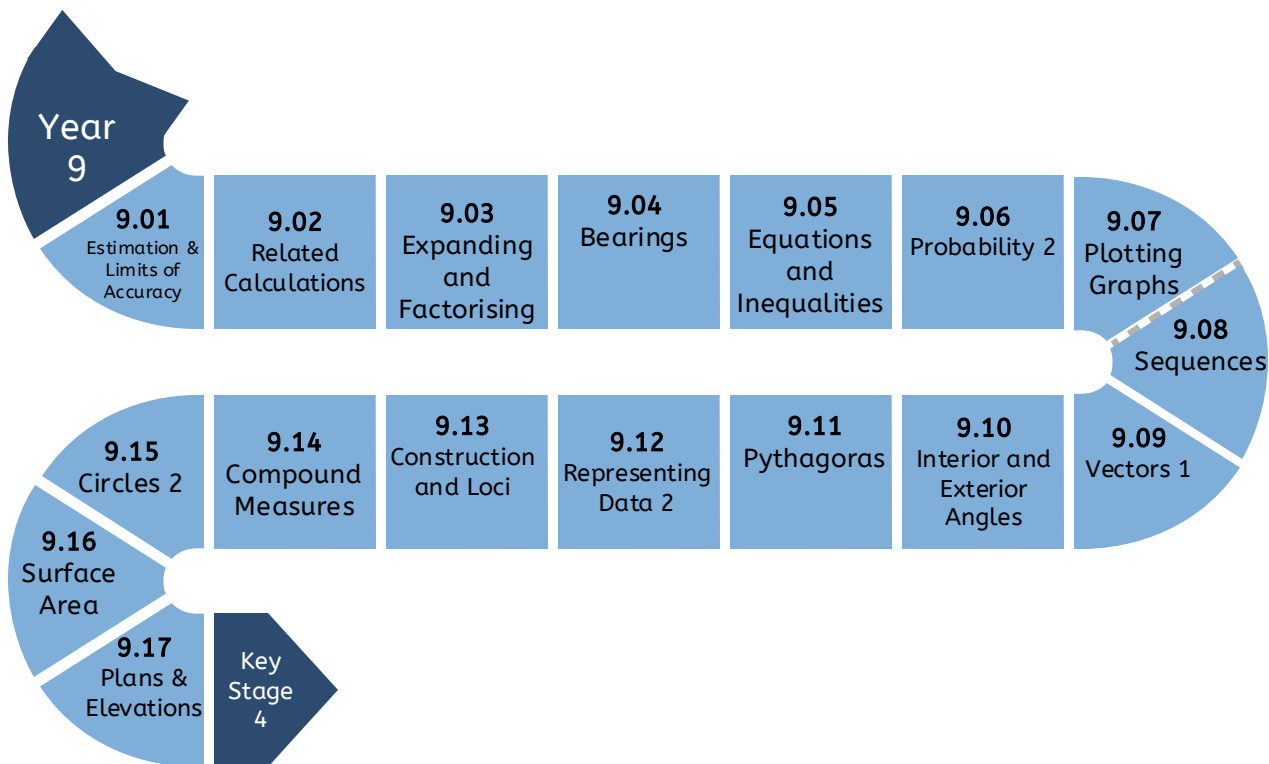 Year
9
9.01
Estimation &
Limits of
Accuracy
9.02
Related
Calculations
9.03
Expanding
and
Factorising
9.04
Bearings
9.05
Equations
and
Inequalities
9.06
Probability 2
9.07
Plotting
Graphs
9.08
Sequences
9.09
Vectors 1
9.10
Interior and
Exterior
Angles
9.11
Pythagoras
9.12
Representing
Data 2
9.13
Construction
and Loci
9.14
Compound
Measures
9.15
Circles 2
9.16
Surface
Area
9.17
Plans &
Elevations
Key
Stage
4